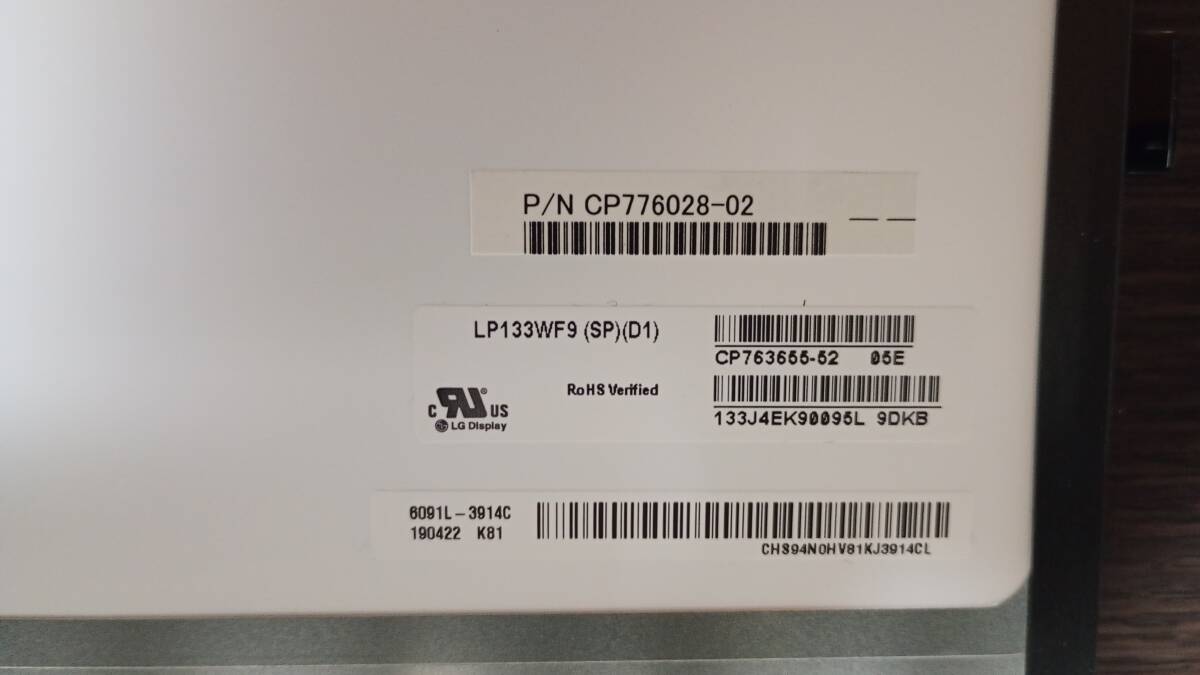 P/N CP776028-02
LP133WF9 (SP)(D1)
CP763655-52 05E
RoHS Verified
C RU ® US
LG Display
133J4EK90095L 9DKB
6091L-3914C
190422 K81
CHS94N0HV81KJ3914CL